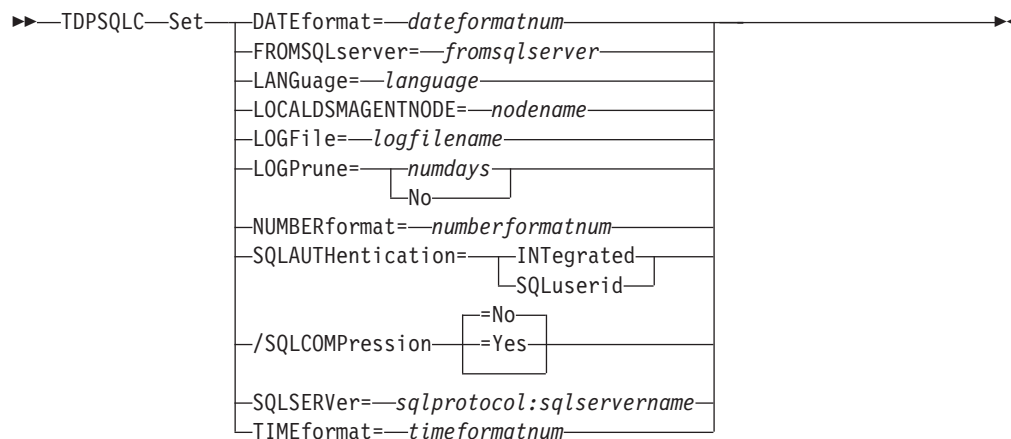 TDPSQLC Set DATEformat= dateformatnum
FROMSQLserver= fromsqlserver
LANGuage= language
LOCALDSMAGENTNODE= nodename
LOGFile= logfilename
LOGPrune= numdays
No
NUMBERformat= numberformatnum
SQLAUTHentication= INTegrated
SQLuserid
=No
/SQLCOMPression =Yes
SQLSERVer= sqlprotocol:sqlservername
TIMEformat= timeformatnum